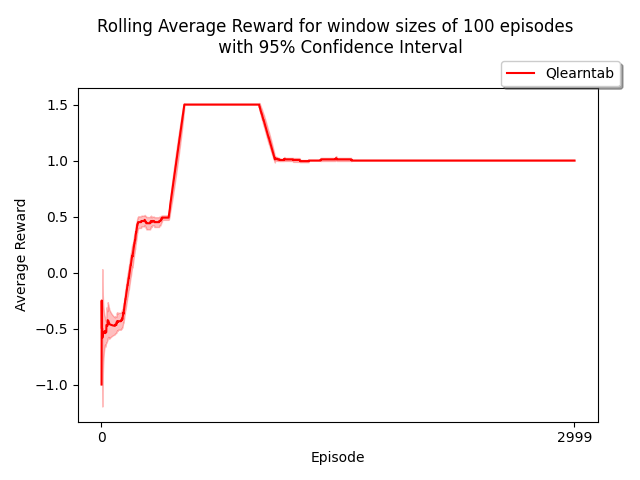 Rolling Average Reward for window sizes of 100 episodes
with 95% Confidence Interval
Qlearntab
1.5
1.0
0.5
0.0
−0.5
−1.0
Average Reward
0
2999
Episode